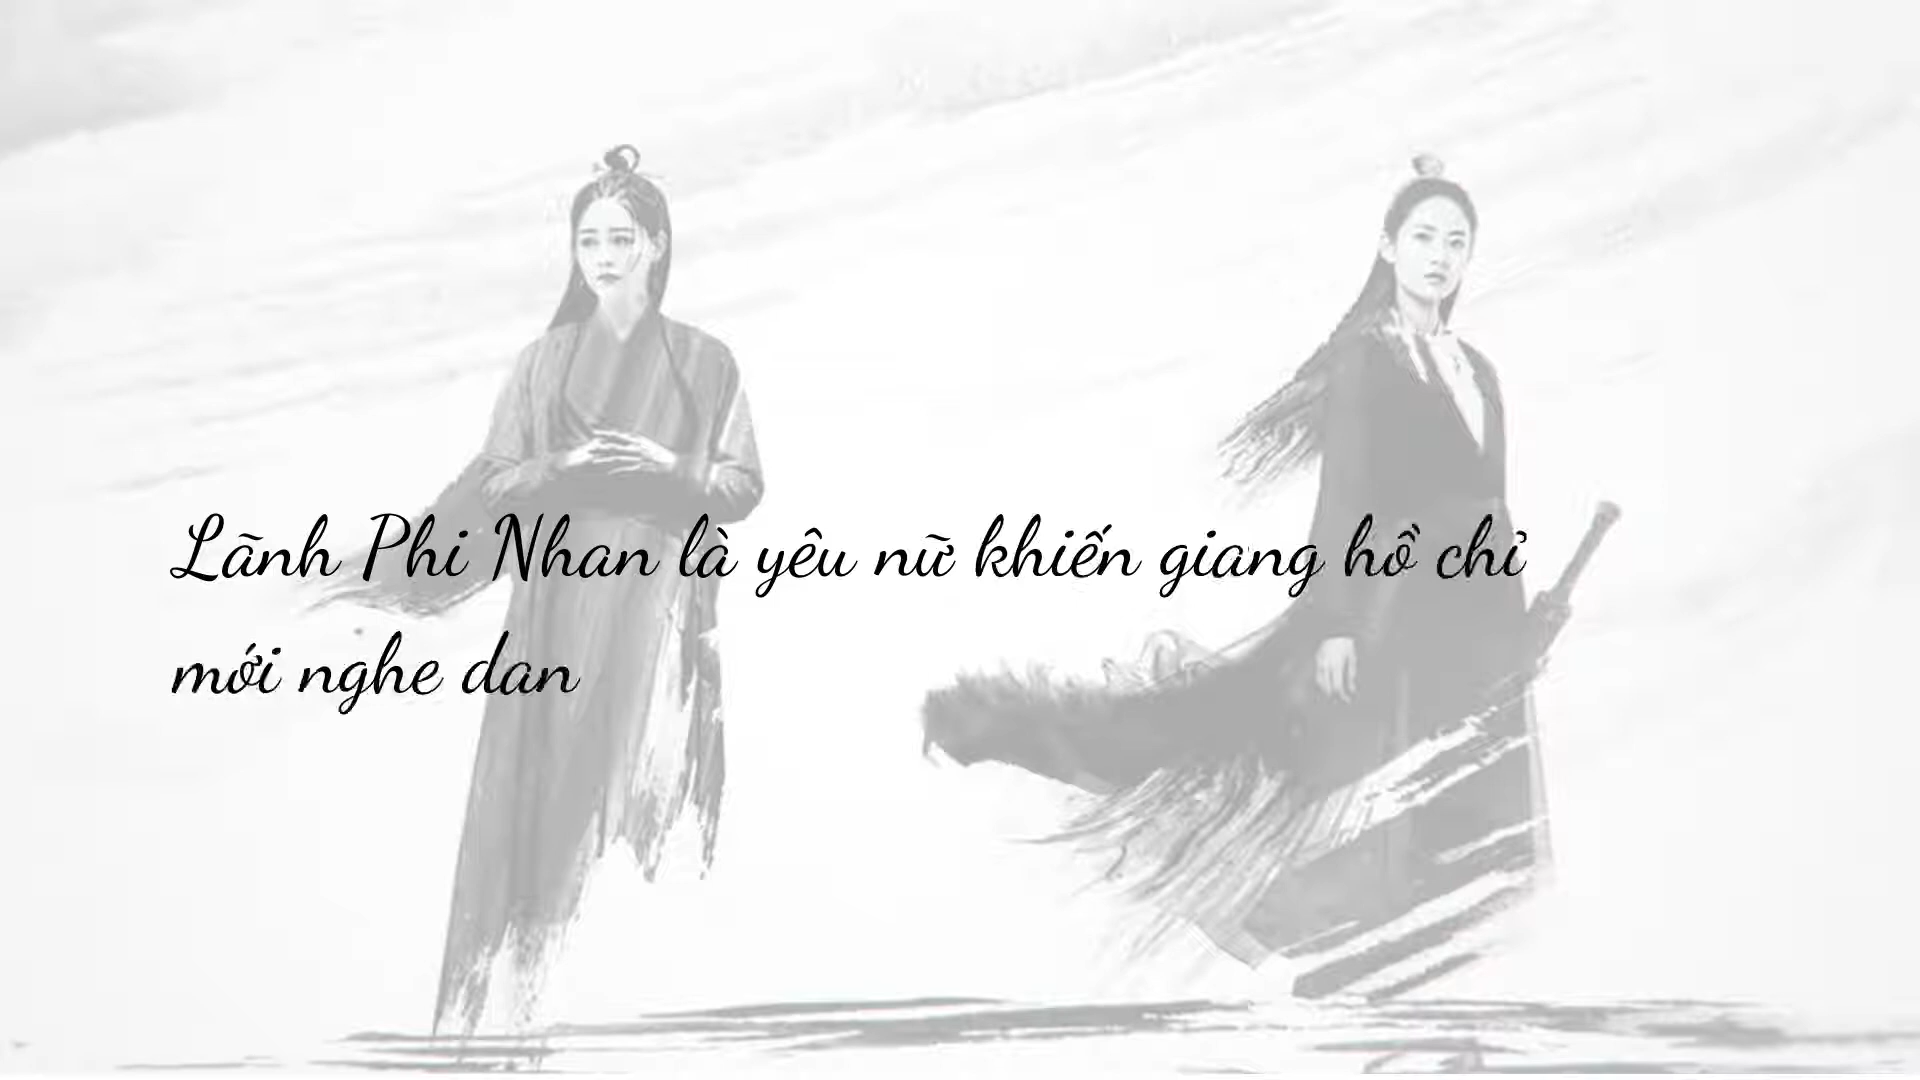 Lãnh Phi Nhan là yêu nữ khiến giang hồ chỉ
mới nghe dan